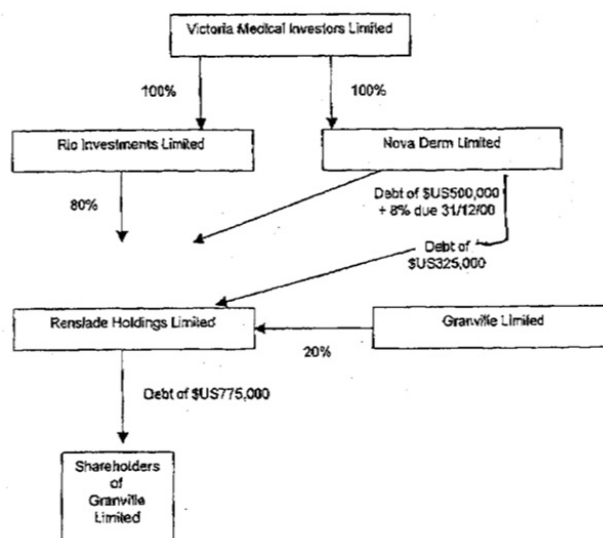 Victoria Medical Investors Limited
100%
100%
Rio Investments Limited
Nova Derm Limited
80%
Debt of $US500,000
+ 8% due 31/12/00
Debt of
$US325,000
Renslade Holdings Limited
Granville Limited
20%
Debt of $US775,000
Shareholders
of
Granville
Limited